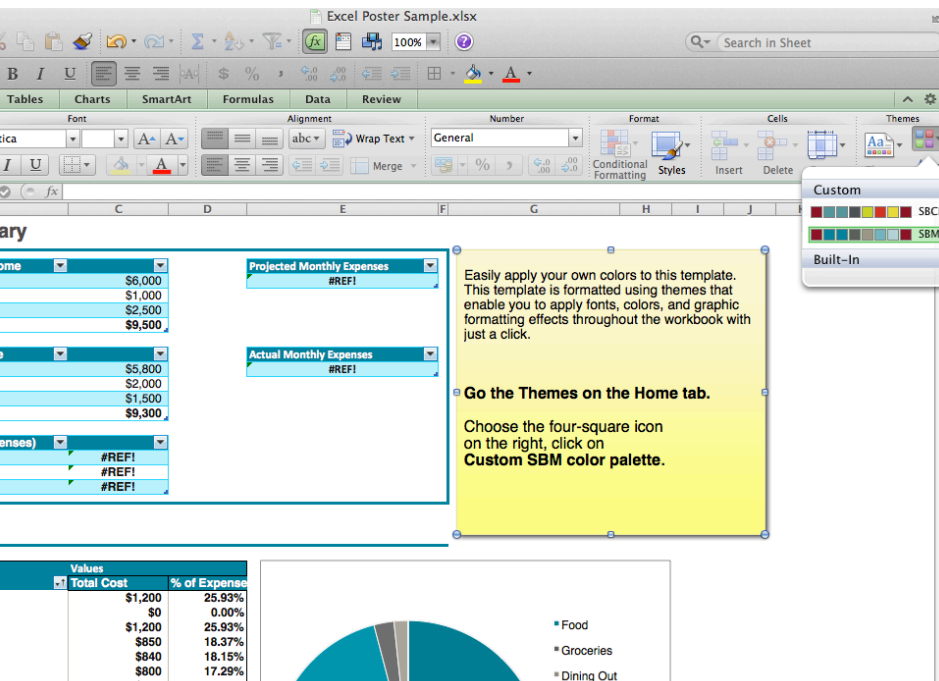 Excel Poster Sample.xlsx
fx 100% ? Search in Sheet
B I U $ % A
Tables Charts SmartArt Formulas Data Review
Font Alignment Number Format Cells Themes
tica A A abc Wrap Text General Aa
I U A Merge % Conditional Formatting Styles Insert Delete
fx
Custom
SBC
SBM
Built-In
C D E F G H I J
ary
ome Projected Monthly Expenses
$6,000 #REF!
$1,000
$2,500
$9,500
e Actual Monthly Expenses
$5,800 #REF!
$2,000
$1,500
$9,300
enses)
#REF!
#REF!
#REF!
Easily apply your own colors to this template.
This template is formatted using themes that
enable you to apply fonts, colors, and graphic
formatting effects throughout the workbook with
just a click.
Go the Themes on the Home tab.
Choose the four-square icon
on the right, click on
Custom SBM color palette.
Values
Total Cost % of Expense
$1,200 25.93%
$0 0.00%
$1,200 25.93%
$850 18.37%
$840 18.15%
$800 17.29%
Food
Groceries
Dining Out